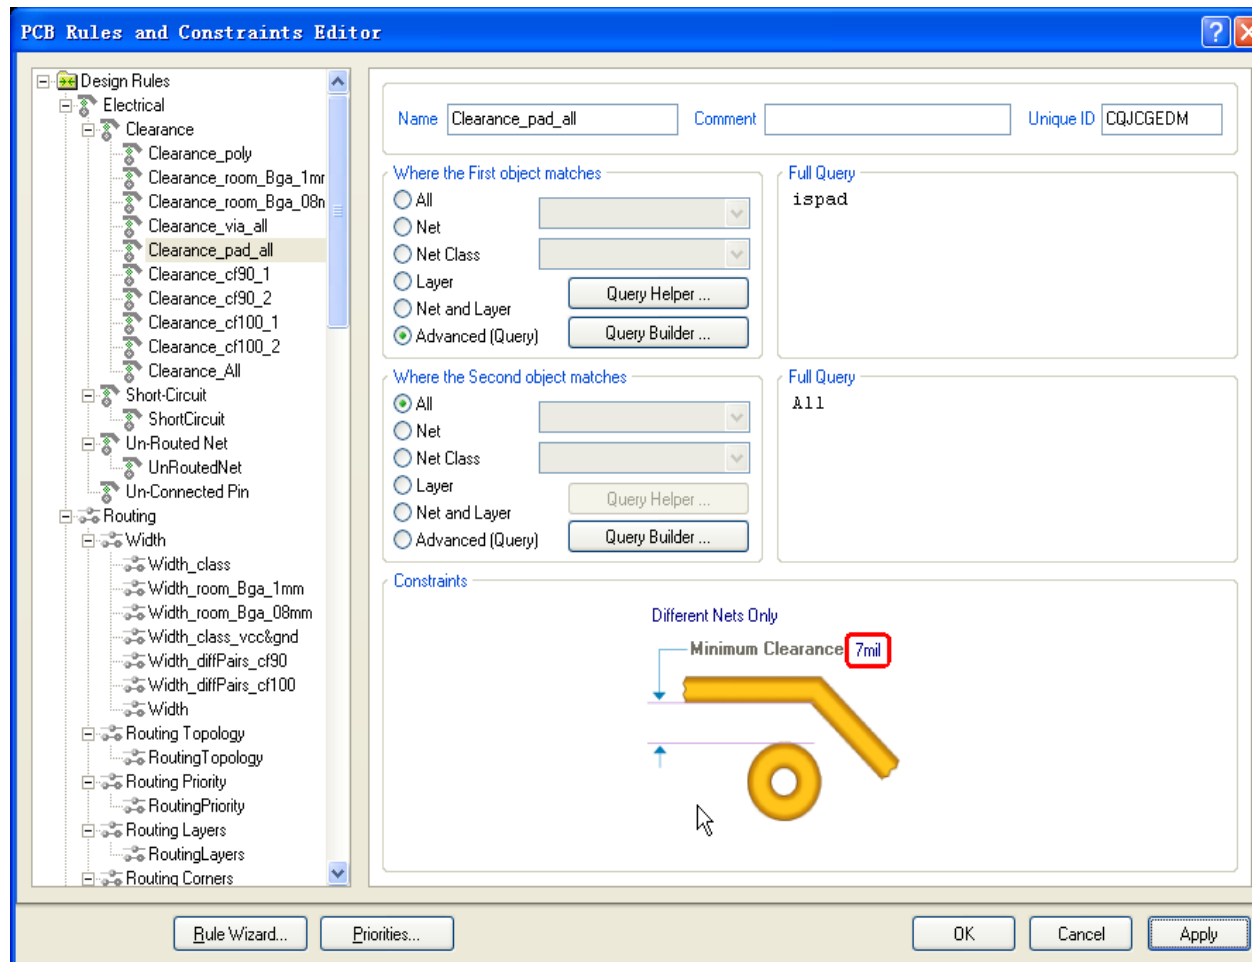 PCB Rules and Constraints Editor
Design Rules
Electrical
Clearance
Clearance_poly
Clearance_room_Bga_1mr
Clearance_room_Bga_08n
Clearance_via_all
Clearance_pad_all
Clearance_cf90_1
Clearance_cf90_2
Clearance_cf100_1
Clearance_cf100_2
Clearance_All
Short-Circuit
ShortCircuit
Un-Routed Net
UnRoutedNet
Un-Connected Pin
Routing
Width
Width_class
Width_room_Bga_1mm
Width_room_Bga_08mm
Width_class_vcc&gnd
Width_diffPairs_cf90
Width_diffPairs_cf100
Width
Routing Topology
RoutingTopology
Routing Priority
RoutingPriority
Routing Layers
RoutingLayers
Routing Corners
Name Clearance_pad_all Comment Unique ID CQJCGEDM
Where the First object matches
All
Net
Net Class
Layer
Net and Layer
Advanced (Query)
Query Helper ...
Query Builder ...
Full Query
ispad
Where the Second object matches
All
Net
Net Class
Layer
Net and Layer
Advanced (Query)
Query Helper ...
Query Builder ...
Full Query
All
Constraints
Different Nets Only
Minimum Clearance 7mil
Rule Wizard... Priorities... OK Cancel Apply